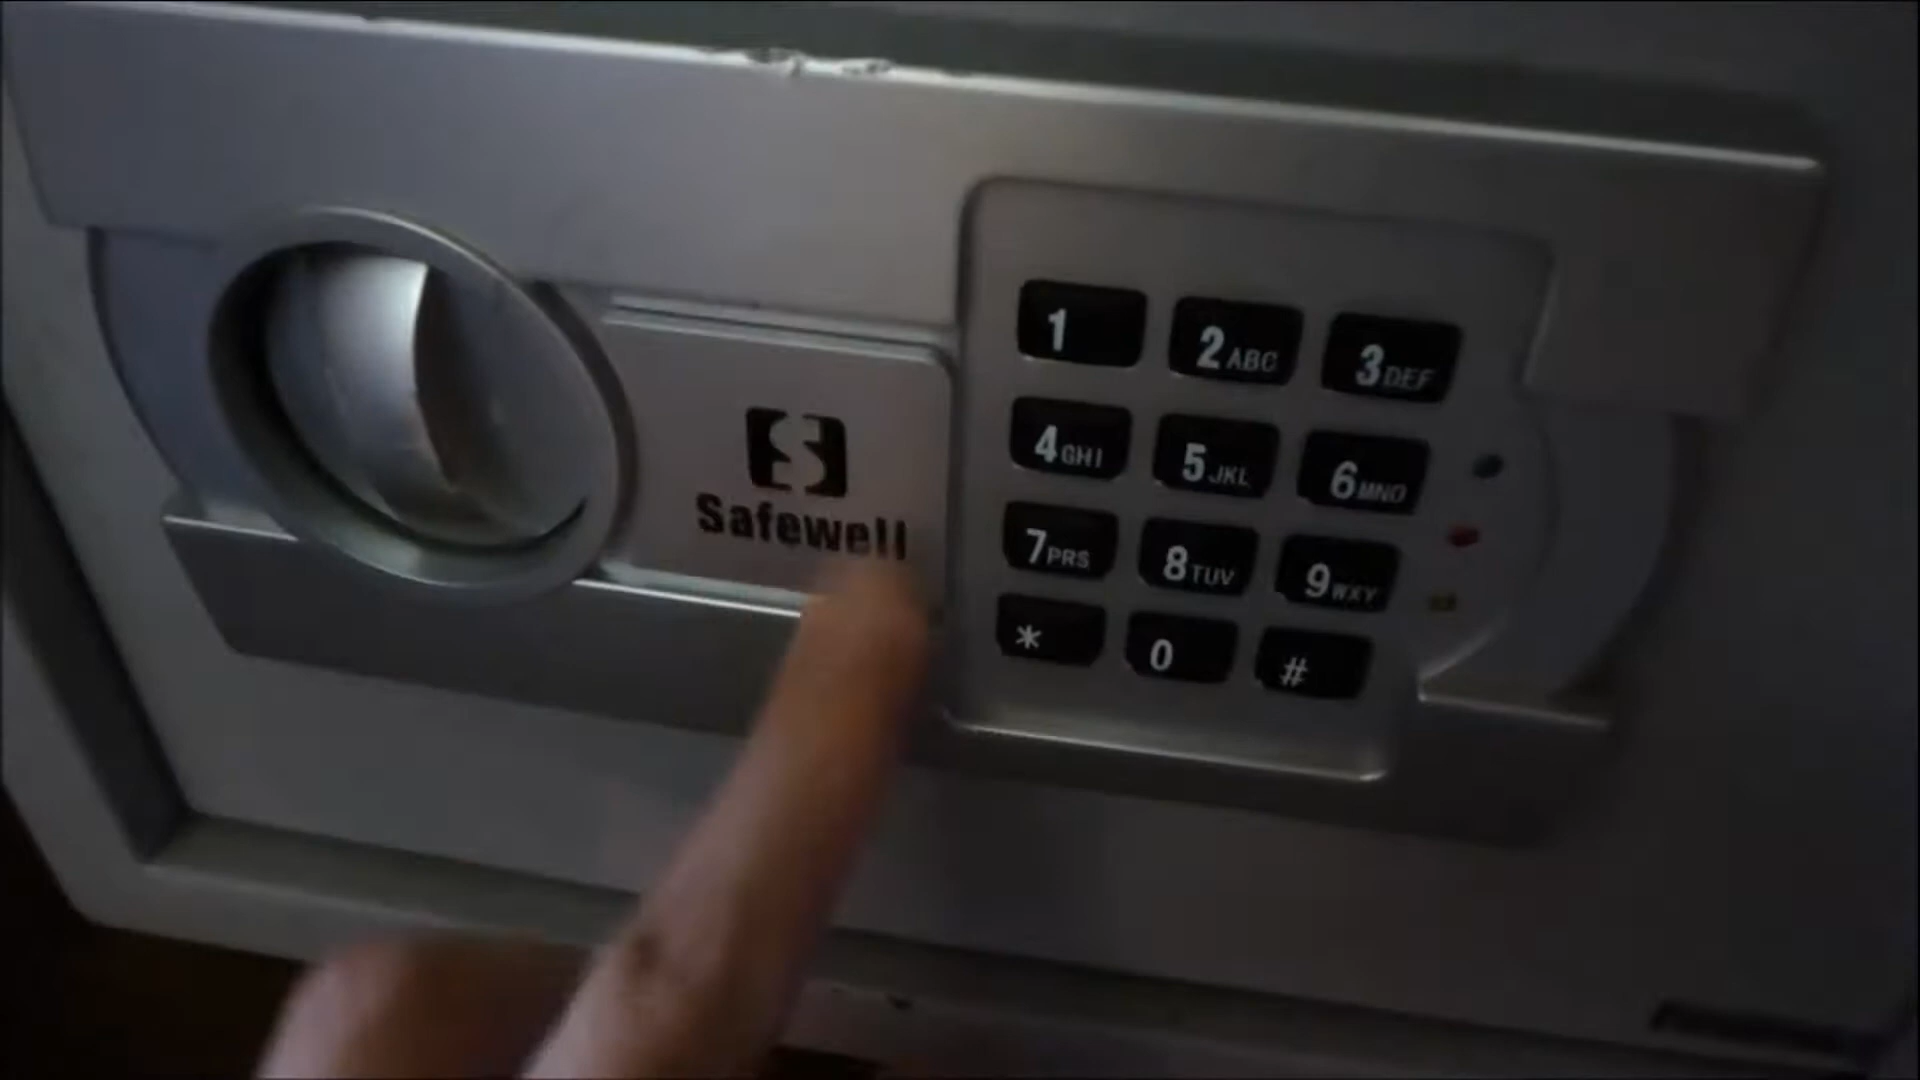 Safewell
1 2ABC 3DEF
4GHI 5JKL 6MNO
7PRS 8TUV 9WXY
* 0 #